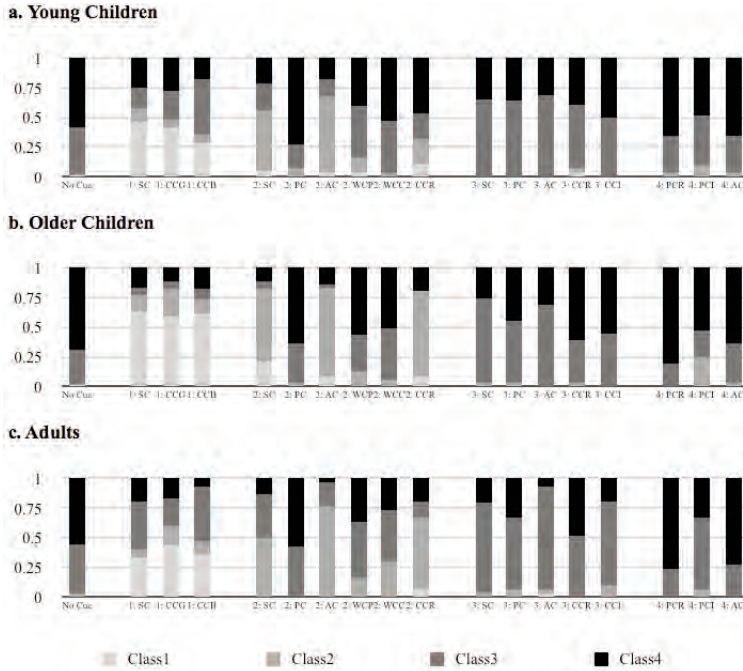 a. Young Children
1
0.75
0.5
0.25
0
No Cue 1: SC 1: CCG 1: CCB 2: SC 2: PC 2: AC 2: WCP 2: WCC 2: CCR 3: SC 3: PC 3: AC 3: CCR 3: CCI 4: PCR 4: PCI 4: AC
b. Older Children
1
0.75
0.5
0.25
0
No Cue 1: SC 1: CCG 1: CCB 2: SC 2: PC 2: AC 2: WCP 2: WCC 2: CCR 3: SC 3: PC 3: AC 3: CCR 3: CCI 4: PCR 4: PCI 4: AC
c. Adults
1
0.75
0.5
0.25
0
No Cue 1: SC 1: CCG 1: CCB 2: SC 2: PC 2: AC 2: WCP 2: WCC 2: CCR 3: SC 3: PC 3: AC 3: CCR 3: CCI 4: PCR 4: PCI 4: AC
Class1 Class2 Class3 Class4